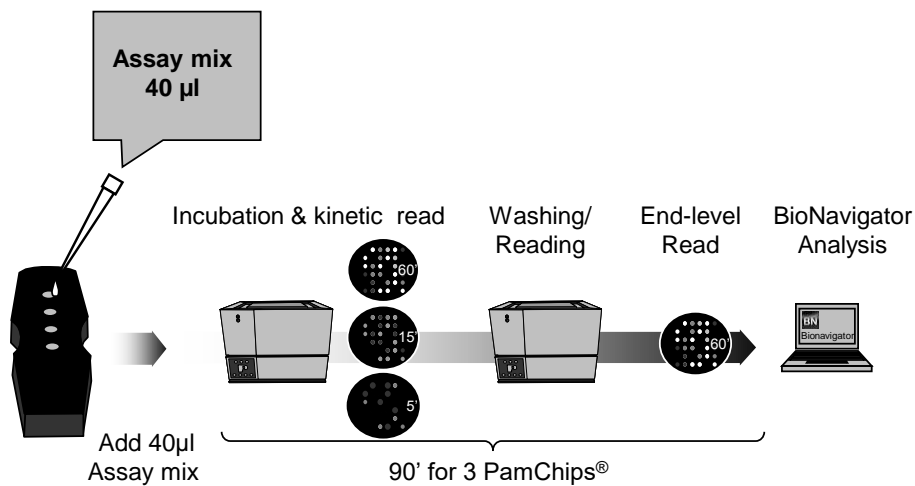 Assay mix
40 µl
Incubation & kinetic read
Washing/
Reading
End-level
Read
BioNavigator
Analysis
60'
15'
5'
60'
BN
Bionavigator
Add 40µl
Assay mix
90' for 3 PamChips®